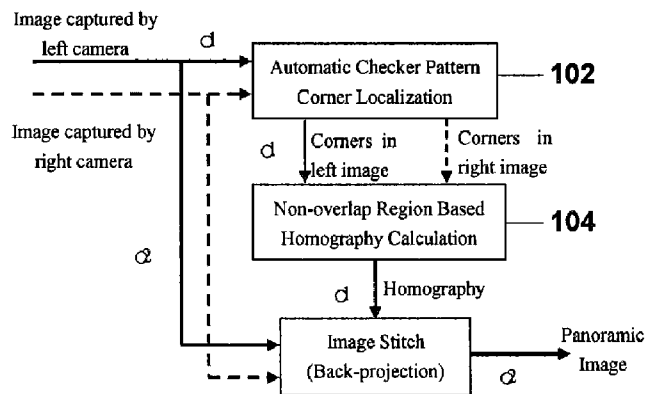 Image captured by
left camera
Automatic Checker Pattern
Corner Localization
102
Image captured by
right camera
Corners in
left image
Corners in
right image
Non-overlap Region Based
Homography Calculation
104
Homography
Image Stitch
(Back-projection)
Panoramic
Image